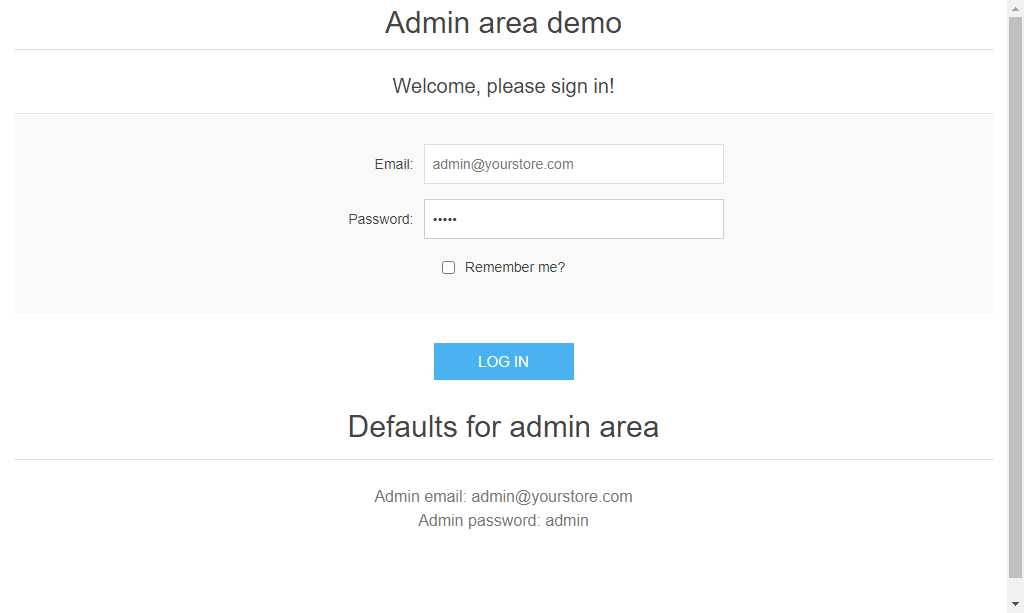 Admin area demo
Welcome, please sign in!
Email: admin@yourstore.com
Password: •••••
Remember me?
LOG IN
Defaults for admin area
Admin email: admin@yourstore.com
Admin password: admin